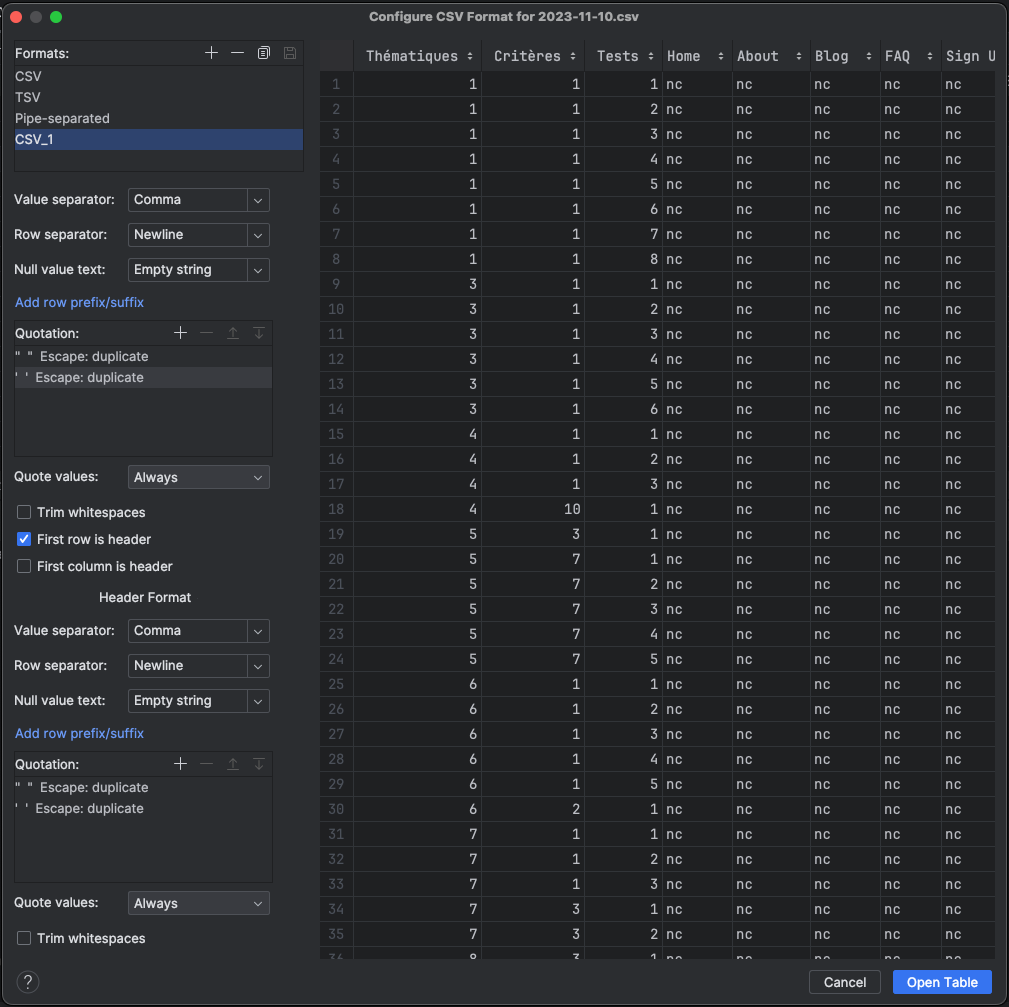 Configure CSV Format for 2023-11-10.csv
Formats:
CSV
TSV
Pipe-separated
CSV_1
Value separator: Comma
Row separator: Newline
Null value text: Empty string
Add row prefix/suffix
Quotation:
" " Escape: duplicate
' ' Escape: duplicate
Quote values: Always
Trim whitespaces
First row is header
First column is header
Header Format
Value separator: Comma
Row separator: Newline
Null value text: Empty string
Add row prefix/suffix
Quotation:
" " Escape: duplicate
' ' Escape: duplicate
Quote values: Always
Trim whitespaces
?
Thématiques Critères Tests Home About Blog FAQ Sign U
1 1 1 1 nc nc nc nc nc
2 1 1 2 nc nc nc nc nc
3 1 1 3 nc nc nc nc nc
4 1 1 4 nc nc nc nc nc
5 1 1 5 nc nc nc nc nc
6 1 1 6 nc nc nc nc nc
7 1 1 7 nc nc nc nc nc
8 1 1 8 nc nc nc nc nc
9 3 1 1 nc nc nc nc nc
10 3 1 2 nc nc nc nc nc
11 3 1 3 nc nc nc nc nc
12 3 1 4 nc nc nc nc nc
13 3 1 5 nc nc nc nc nc
14 3 1 6 nc nc nc nc nc
15 4 1 1 nc nc nc nc nc
16 4 1 2 nc nc nc nc nc
17 4 1 3 nc nc nc nc nc
18 4 10 1 nc nc nc nc nc
19 5 3 1 nc nc nc nc nc
20 5 7 1 nc nc nc nc nc
21 5 7 2 nc nc nc nc nc
22 5 7 3 nc nc nc nc nc
23 5 7 4 nc nc nc nc nc
24 5 7 5 nc nc nc nc nc
25 6 1 1 nc nc nc nc nc
26 6 1 2 nc nc nc nc nc
27 6 1 3 nc nc nc nc nc
28 6 1 4 nc nc nc nc nc
29 6 1 5 nc nc nc nc nc
30 6 2 1 nc nc nc nc nc
31 7 1 1 nc nc nc nc nc
32 7 1 2 nc nc nc nc nc
33 7 1 3 nc nc nc nc nc
34 7 3 1 nc nc nc nc nc
35 7 3 2 nc nc nc nc nc
Cancel Open Table